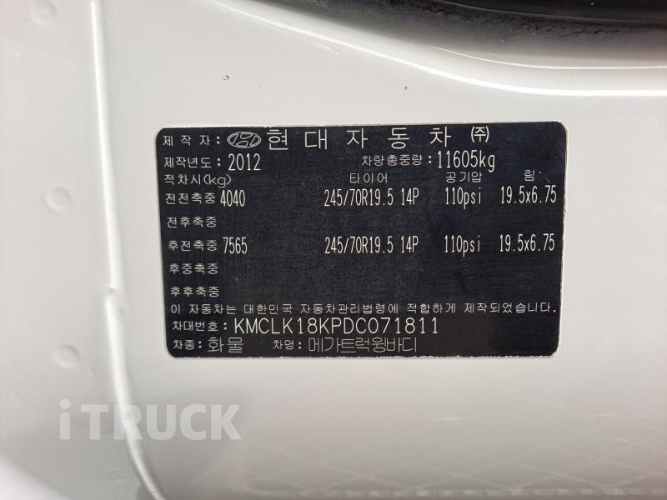 제작자: 현대자동차 ㈜
제작년도: 2012 차량총중량: 11605kg
적차시(kg) 타이어 공기압 림
전전축중 4040 245/70R19.5 14P 110psi 19.5x6.75
전후축중
후전축중 7565 245/70R19.5 14P 110psi 19.5x6.75
후중축중
후후축중
이 자동차는 대한민국 자동차관리법령에 적합하게 제작되었음.
차대번호: KMCLK18KPDC071811
차종: 화물 차명: 메가트럭윙바디
iTRUCK